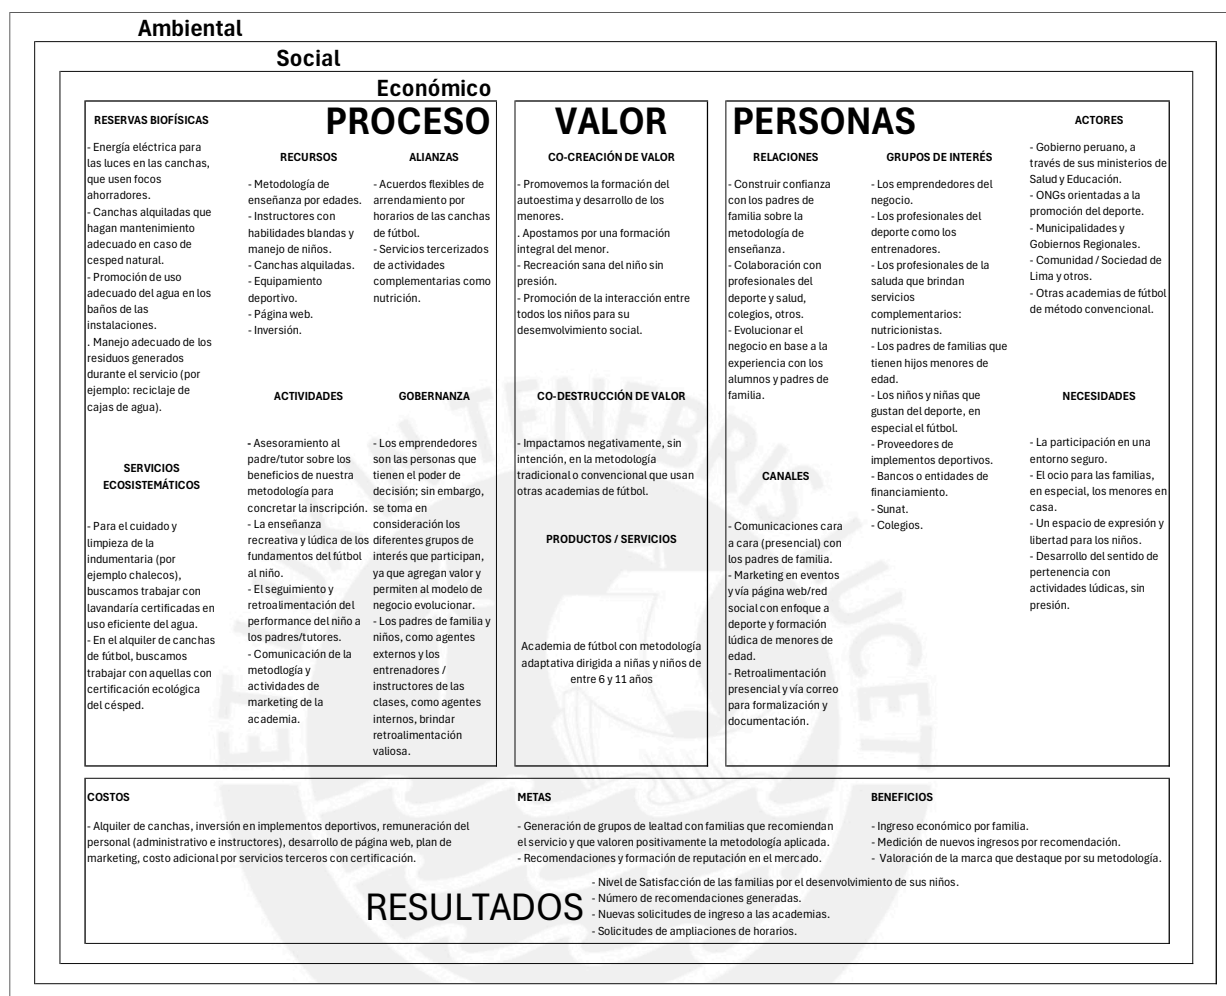 Ambiental
Social
Económico
PROCESO
RESERVAS BIOFÍSICAS
- Energía eléctrica para
las luces en las canchas,
que usen focos
ahorradores.
- Canchas alquiladas que
hagan mantenimiento
adecuado en caso de
cesped natural.
- Promoción de uso
adecuado del agua en los
baños de las
instalaciones.
. Manejo adecuado de los
residuos generados
durante el servicio (por
ejemplo: reciclaje de
cajas de agua).
SERVICIOS
ECOSISTEMÁTICOS
- Para el cuidado y
limpieza de la
indumentaria (por
ejemplo chalecos),
buscamos trabajar con
lavandaría certificadas en
uso eficiente del agua.
- En el alquiler de canchas
de fútbol, buscamos
trabajar con aquellas con
certificación ecológica
del césped.
RECURSOS
- Metodología de
enseñanza por edades.
- Instructores con
habilidades blandas y
manejo de niños.
- Canchas alquiladas.
- Equipamiento
deportivo.
- Página web.
- Inversión.
ACTIVIDADES
- Asesoramiento al
padre/tutor sobre los
beneficios de nuestra
metodología para
concretar la inscripción.
- La enseñanza
recreativa y lúdica de los
fundamentos del fútbol
al niño.
- El seguimiento y
retroalimentación del
performance del niño a
los padres/tutores.
- Comunicación de la
metodlogía y
actividades de
marketing de la
academia.
ALIANZAS
- Acuerdos flexibles de
arrendamiento por
horarios de las canchas
de fútbol.
- Servicios tercerizados
de actividades
complementarias como
nutrición.
GOBERNANZA
- Los emprendedores
son las personas que
tienen el poder de
decisión; sin embargo,
se toma en
consideración los
diferentes grupos de
interés que participan,
ya que agregan valor y
permiten al modelo de
negocio evolucionar.
- Los padres de familia y
niños, como agentes
externos y los
entrenadores /
instructores de las
clases, como agentes
internos, brindar
retroalimentación
valiosa.
VALOR
CO-CREACIÓN DE VALOR
- Promovemos la formación del
autoestima y desarrollo de los
menores.
. Apostamos por una formación
integral del menor.
- Recreación sana del niño sin
presión.
- Promoción de la interacción entre
todos los niños para su
desemvolvimiento social.
CO-DESTRUCCIÓN DE VALOR
- Impactamos negativamente, sin
intención, en la metodología
tradicional o convencional que usan
otras academias de fútbol.
PRODUCTOS / SERVICIOS
Academia de fútbol con metodología
adaptativa dirigida a niñas y niños de
entre 6 y 11 años
PERSONAS
RELACIONES
- Construir confianza
con los padres de
familia sobre la
metodología de
enseñanza.
- Colaboración con
profesionales del
deporte y salud,
colegios, otros.
- Evolucionar el
negocio en base a la
experiencia con los
alumnos y padres de
familia.
CANALES
- Comunicaciones cara
a cara (presencial) con
los padres de familia.
- Marketing en eventos
y vía página web/red
social con enfoque a
deporte y formación
lúdica de menores de
edad.
- Retroalimentación
presencial y vía correo
para formalización y
documentación.
GRUPOS DE INTERÉS
- Los emprendedores del
negocio.
- Los profesionales del
deporte como los
entrenadores.
- Los profesionales de la
saluda que brindan
servicios
complementarios:
nutricionistas.
- Los padres de familias que
tienen hijos menores de
edad.
- Los niños y niñas que
gustan del deporte, en
especial el fútbol.
- Proveedores de
implementos deportivos.
- Bancos o entidades de
financiamiento.
- Sunat.
- Colegios.
ACTORES
- Gobierno peruano, a
través de sus ministerios de
Salud y Educación.
- ONGs orientadas a la
promoción del deporte.
- Municipalidades y
Gobiernos Regionales.
- Comunidad / Sociedad de
Lima y otros.
- Otras academias de fútbol
de método convencional.
NECESIDADES
- La participación en una
entorno seguro.
- El ocio para las familias,
en especial, los menores en
casa.
- Un espacio de expresión y
libertad para los niños.
- Desarrollo del sentido de
pertenencia con
actividades lúdicas, sin
presión.
COSTOS
- Alquiler de canchas, inversión en implementos deportivos, remuneración del
personal (administrativo e instructores), desarrollo de página web, plan de
marketing, costo adicional por servicios terceros con certificación.
METAS
- Generación de grupos de lealtad con familias que recomiendan
el servicio y que valoren positivamente la metodología aplicada.
- Recomendaciones y formación de reputación en el mercado.
BENEFICIOS
- Ingreso económico por familia.
- Medición de nuevos ingresos por recomendación.
- Valoración de la marca que destaque por su metodología.
RESULTADOS
- Nivel de Satisfacción de las familias por el desenvolvimiento de sus niños.
- Número de recomendaciones generadas.
- Nuevas solicitudes de ingreso a las academias.
- Solicitudes de ampliaciones de horarios.
ET LUX IN TENEBRIS LUCET